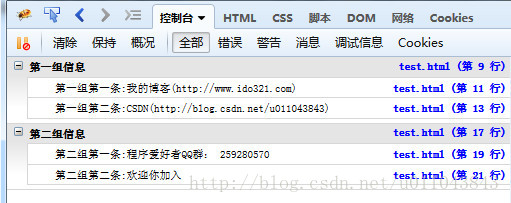 控制台 HTML CSS 脚本 DOM 网络 Cookies
清除 保持 概况 全部 错误 警告 消息 调试信息 Cookies
第一组信息 test.html (第 9 行)
第一组第一条:我的博客(http://www.ido321.com) test.html (第 11 行)
第一组第二条:CSDN(http://blog.csdn.net/u011043843) test.html (第 13 行)
第二组信息 test.html (第 17 行)
第二组第一条:程序爱好者QQ群： 259280570 test.html (第 19 行)
第二组第二条:欢迎你加入 test.html (第 21 行)
http://blog.csdn.net/u011043843